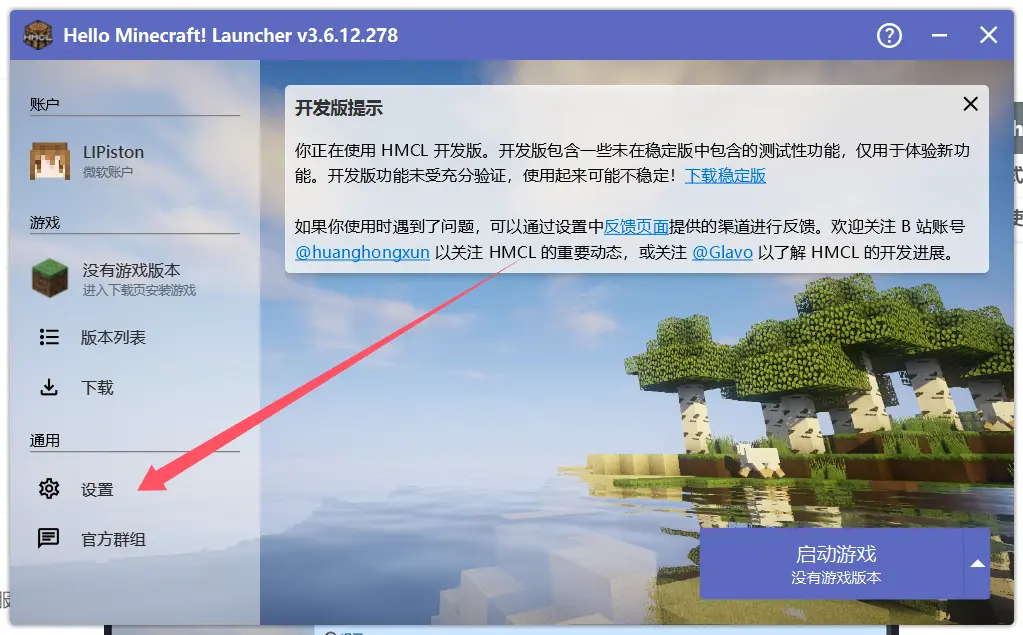 Hello Minecraft! Launcher v3.6.12.278
账户
LIPiston
微软账户
游戏
没有游戏版本
进入下载页安装游戏
版本列表
下载
通用
设置
官方群组
开发版提示
你正在使用 HMCL 开发版。开发版包含一些未在稳定版中包含的测试性功能，仅用于体验新功
能。开发版功能未受充分验证，使用起来可能不稳定！下载稳定版
如果你使用时遇到了问题，可以通过设置中反馈页面提供的渠道进行反馈。欢迎关注 B 站账号
@huanghongxun 以关注 HMCL 的重要动态，或关注 @Glavo 以了解 HMCL 的开发进展。
启动游戏
没有游戏版本